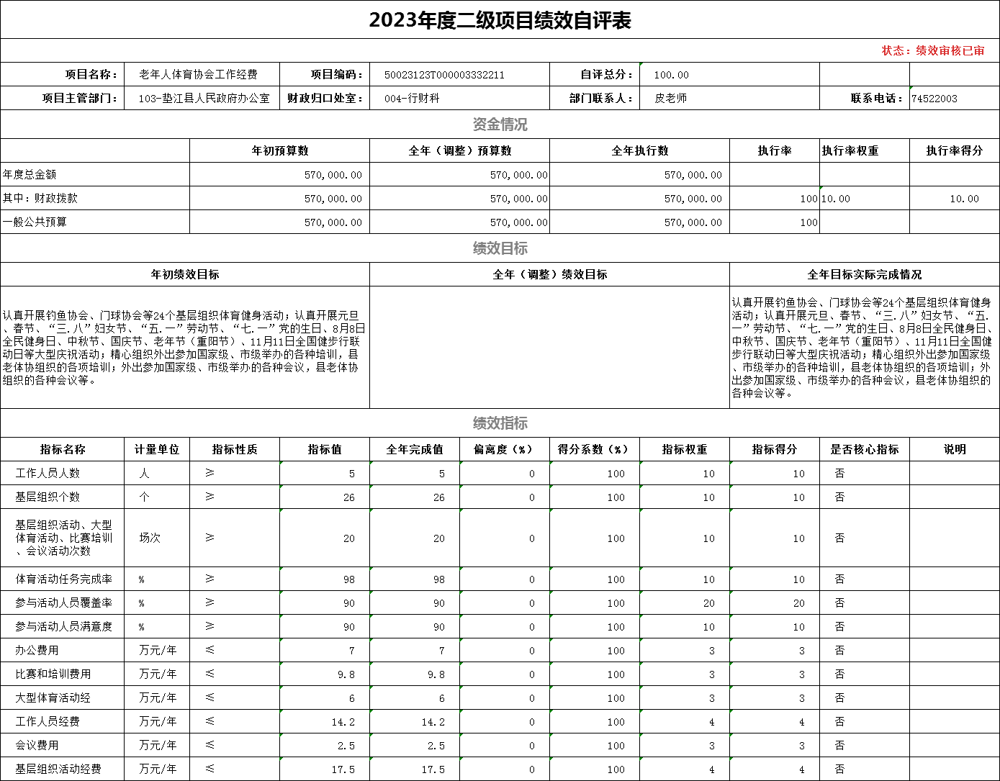 2023年度二级项目绩效自评表
状态：绩效审核已审
项目名称： 老年人体育协会工作经费 项目编码： 50023123T000003332211 自评总分： 100.00
项目主管部门： 103-垫江县人民政府办公室 财政归口处室： 004-行财科 部门联系人： 皮老师 联系电话： 74522003
资金情况
年初预算数 全年（调整）预算数 全年执行数 执行率 执行率权重 执行率得分
年度总金额 570,000.00 570,000.00 570,000.00
其中：财政拨款 570,000.00 570,000.00 570,000.00 100 10.00 10.00
一般公共预算 570,000.00 570,000.00 570,000.00 100
绩效目标
年初绩效目标 全年（调整）绩效目标 全年目标实际完成情况
认真开展钓鱼协会、门球协会等24个基层组织体育健身活动；认真开展元旦
、春节、“三.八”妇女节、“五.一”劳动节、“七.一”党的生日、8月8日
全民健身日、中秋节、国庆节、老年节（重阳节）、11月11日全国健步行联
动日等大型庆祝活动；精心组织外出参加国家级、市级举办的各种培训，县
老体协组织的各项培训；外出参加国家级、市级举办的各种会议，县老体协
组织的各种会议等。
认真开展钓鱼协会、门球协会等24个基层组织体育健身
活动；认真开展元旦、春节、“三.八”妇女节、“五.
一”劳动节、“七.一”党的生日、8月8日全民健身日、
中秋节、国庆节、老年节（重阳节）、11月11日全国健
步行联动日等大型庆祝活动；精心组织外出参加国家级
、市级举办的各种培训，县老体协组织的各项培训；外
出参加国家级、市级举办的各种会议，县老体协组织的
各种会议等。
绩效指标
指标名称 计量单位 指标性质 指标值 全年完成值 偏离度（%） 得分系数（%） 指标权重 指标得分 是否核心指标 说明
工作人员人数 人 ≥ 5 5 0 100 10 10 否
基层组织个数 个 ≥ 26 26 0 100 10 10 否
基层组织活动、大型
体育活动、比赛培训
、会议活动次数 场次 ≥ 20 20 0 100 10 10 否
体育活动任务完成率 % ≥ 98 98 0 100 10 10 否
参与活动人员覆盖率 % ≥ 90 90 0 100 20 20 否
参与活动人员满意度 % ≥ 90 90 0 100 10 10 否
办公费用 万元/年 ≤ 7 7 0 100 3 3 否
比赛和培训费用 万元/年 ≤ 9.8 9.8 0 100 3 3 否
大型体育活动经 万元/年 ≤ 6 6 0 100 3 3 否
工作人员经费 万元/年 ≤ 14.2 14.2 0 100 4 4 否
会议费用 万元/年 ≤ 2.5 2.5 0 100 3 3 否
基层组织活动经费 万元/年 ≤ 17.5 17.5 0 100 4 4 否